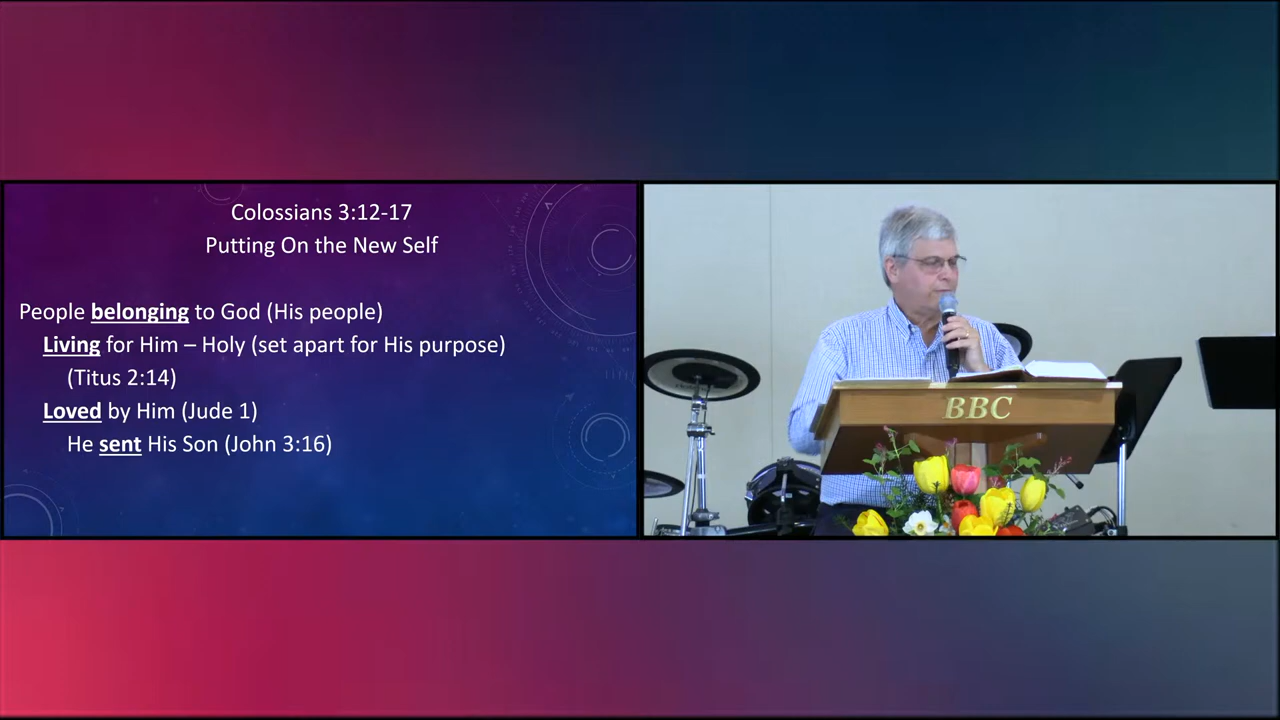 Colossians 3:12-17
Putting On the New Self
People belonging to God (His people)
Living for Him – Holy (set apart for His purpose)
(Titus 2:14)
Loved by Him (Jude 1)
He sent His Son (John 3:16)
BBC